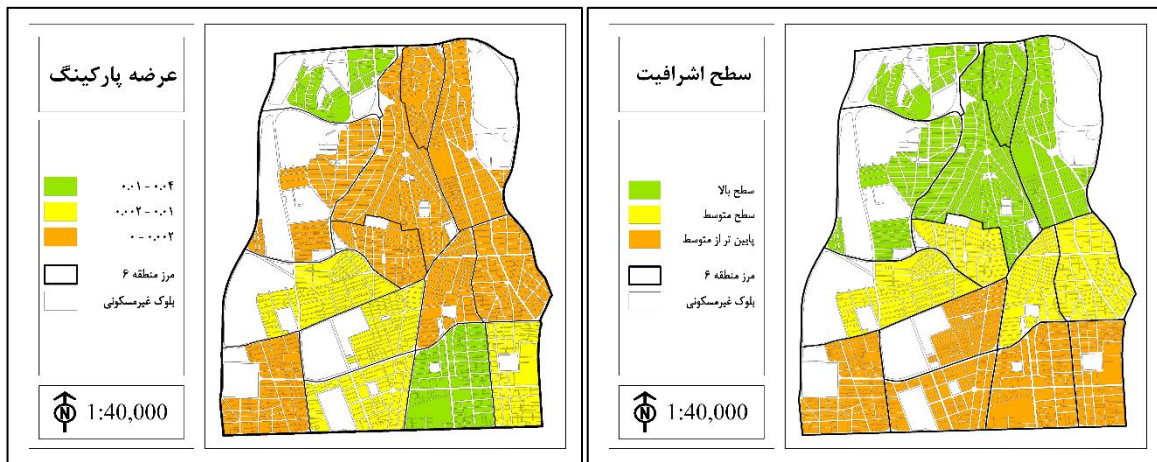 عرضه پارکینگ
۰.۰۱ - ۰.۰۴
۰.۰۰۲ - ۰.۰۱
۰ - ۰.۰۰۲
مرز منطقه ۶
بلوک غیرمسکونی
N 1:40,000
سطح اشرافیت
سطح بالا
سطح متوسط
پایین تر از متوسط
مرز منطقه ۶
بلوک غیرمسکونی
N 1:40,000